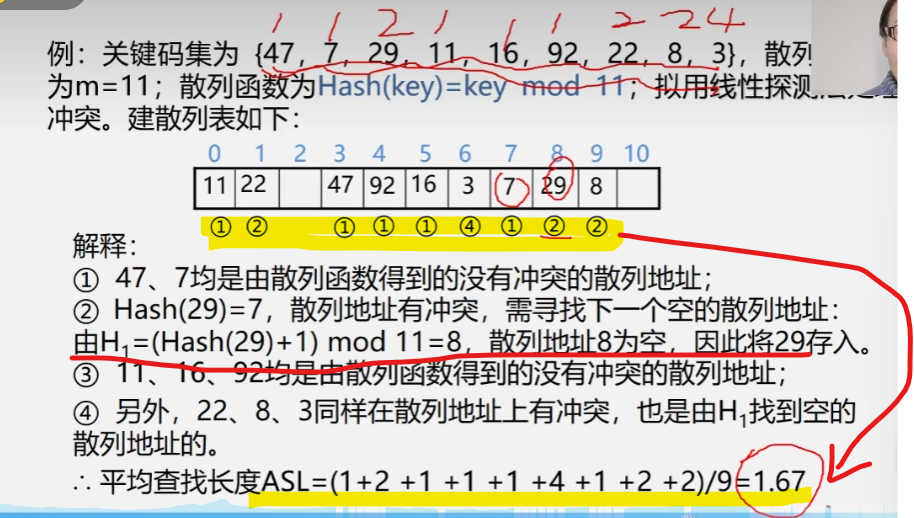 1 1 2 1 1 1 2 2 4
例：关键码集为 {47，7，29，11，16，92，22，8，3}，散列
为m=11；散列函数为Hash(key)=key mod 11；拟用线性探测法处理
冲突。建散列表如下：
0 1 2 3 4 5 6 7 8 9 10
11 22 47 92 16 3 7 29 8
① ② ① ① ① ④ ① ② ②
解释：
① 47、7均是由散列函数得到的没有冲突的散列地址；
② Hash(29)=7，散列地址有冲突，需寻找下一个空的散列地址：
由H₁=(Hash(29)+1) mod 11=8，散列地址8为空，因此将29存入。
③ 11、16、92均是由散列函数得到的没有冲突的散列地址；
④ 另外，22、8、3同样在散列地址上有冲突，也是由H₁找到空的
散列地址的。
∴ 平均查找长度ASL=(1+2 +1 +1 +1 +4 +1 +2 +2)/9=1.67